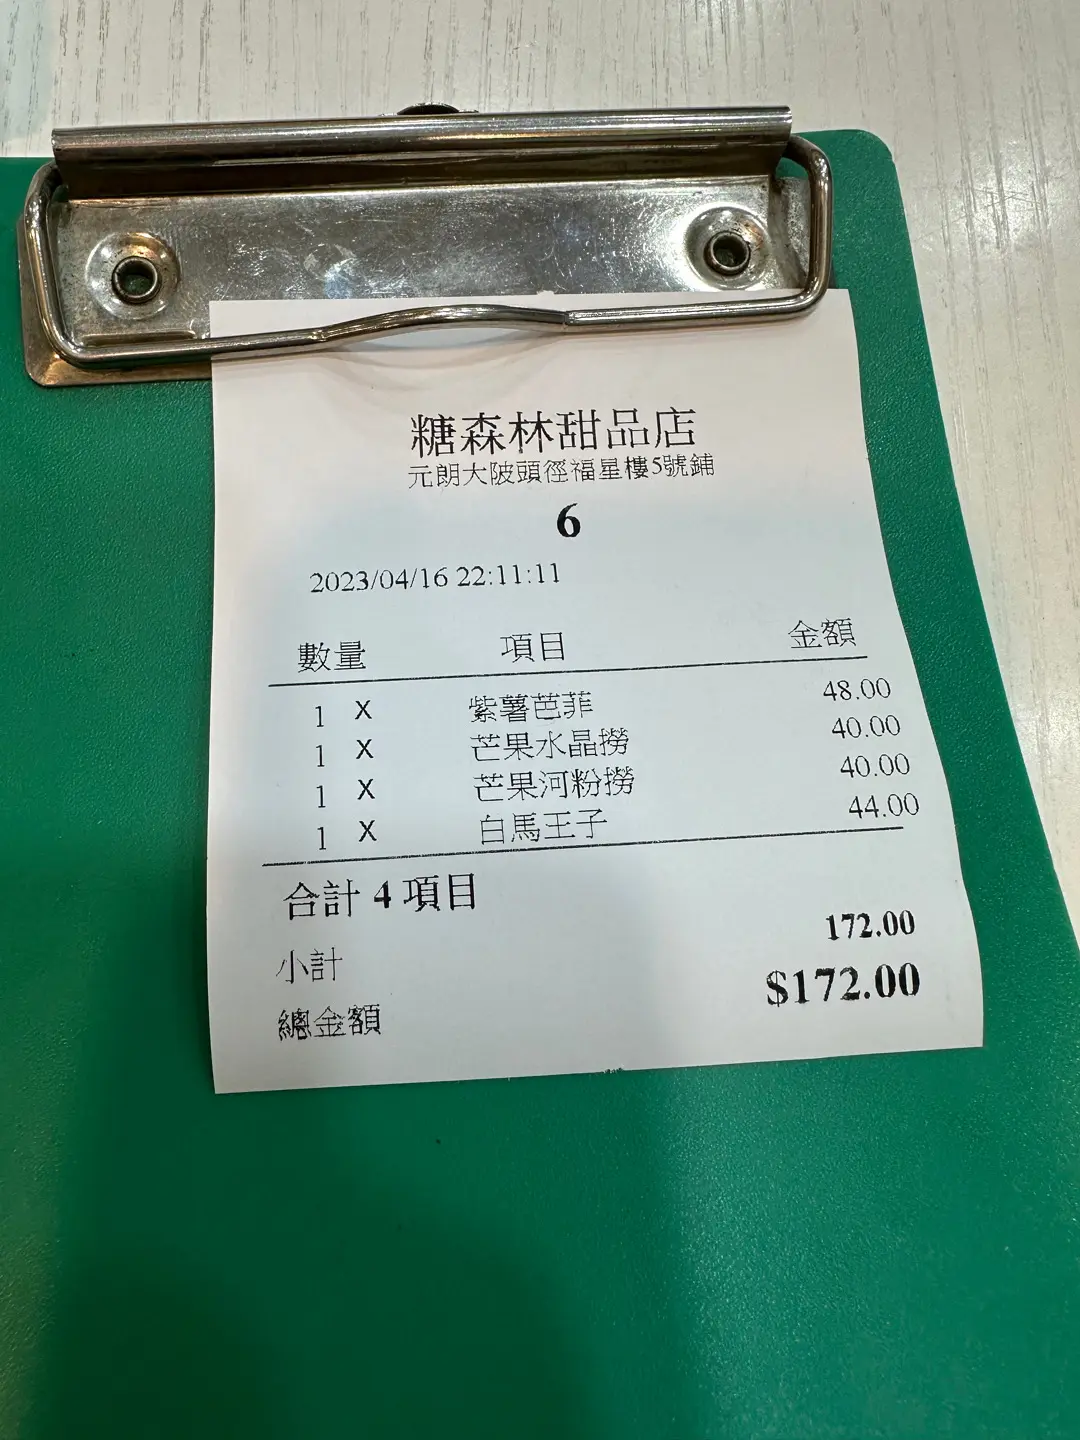 糖森林甜品店
元朗大陂頭徑福星樓5號鋪
6
2023/04/16 22:11:11
數量 項目 金額
1 X 紫薯芭菲 48.00
1 X 芒果水晶撈 40.00
1 X 芒果河粉撈 40.00
1 X 白馬王子 44.00
合計 4 項目
小計 172.00
總金額 $172.00